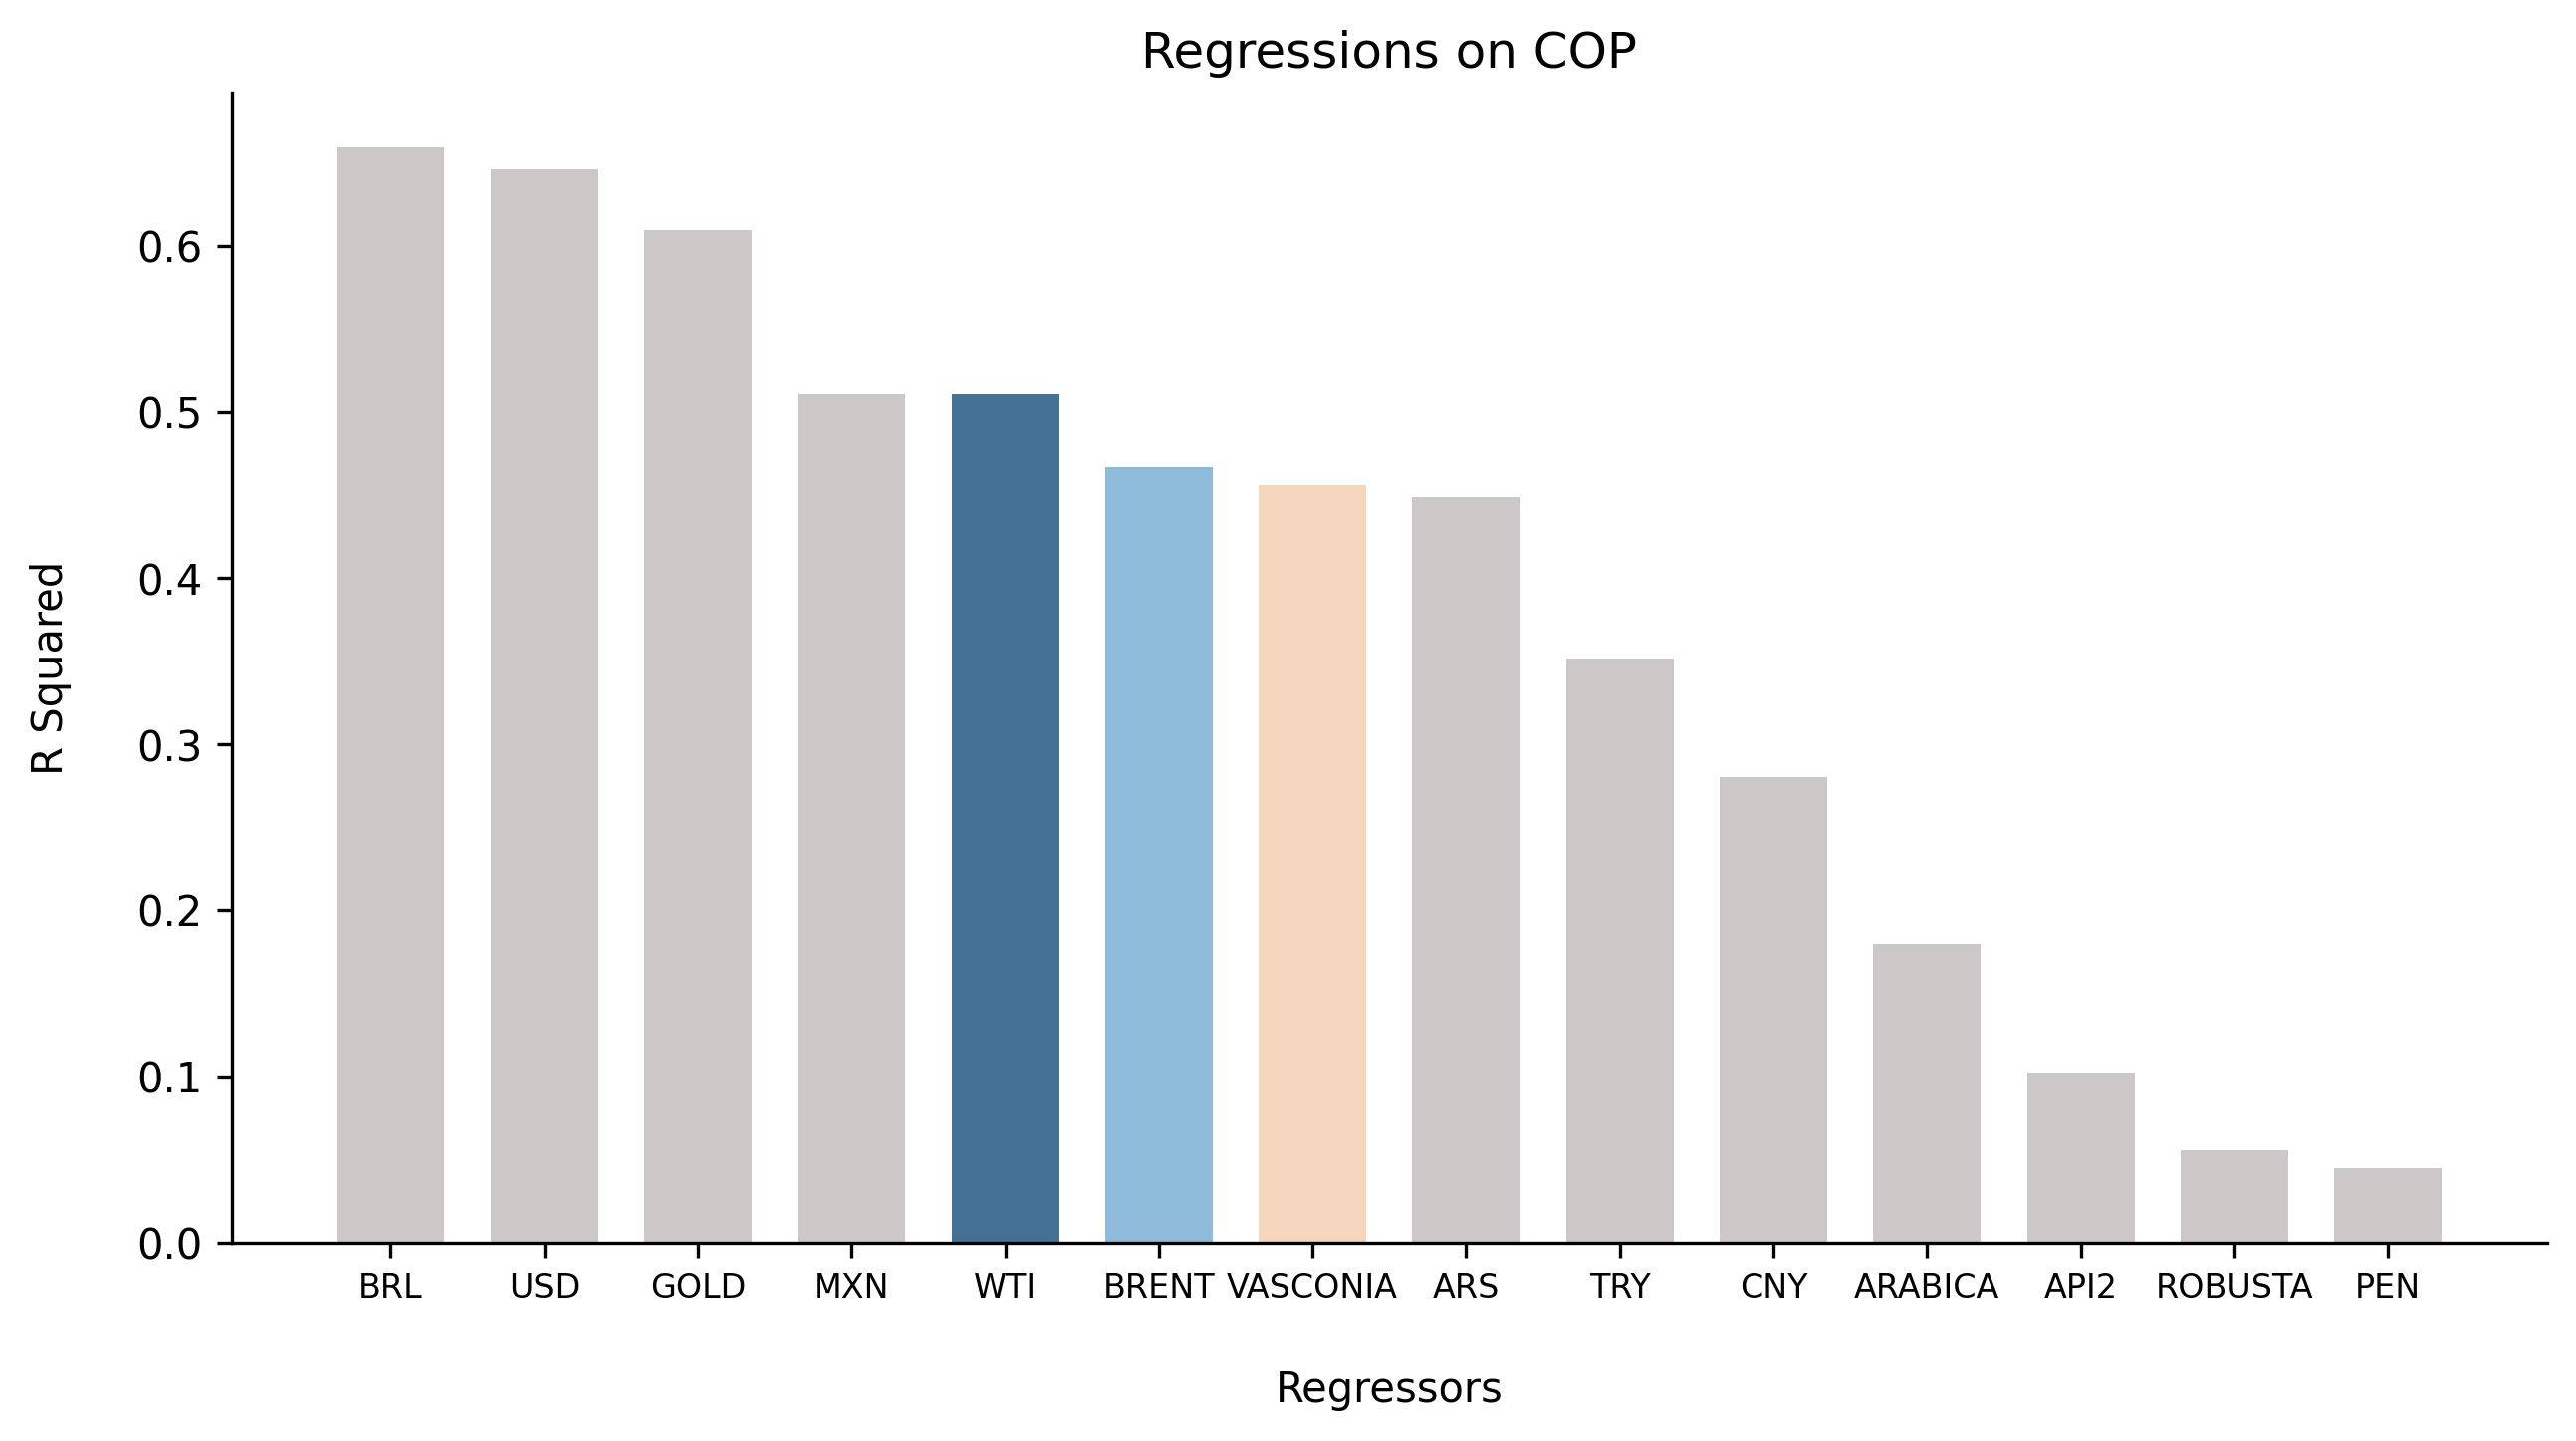 Regressions on COP
R Squared
0.6
0.5
0.4
0.3
0.2
0.1
0.0
BRL USD GOLD MXN WTI BRENT VASCONIA ARS TRY CNY ARABICA API2 ROBUSTA PEN
Regressors